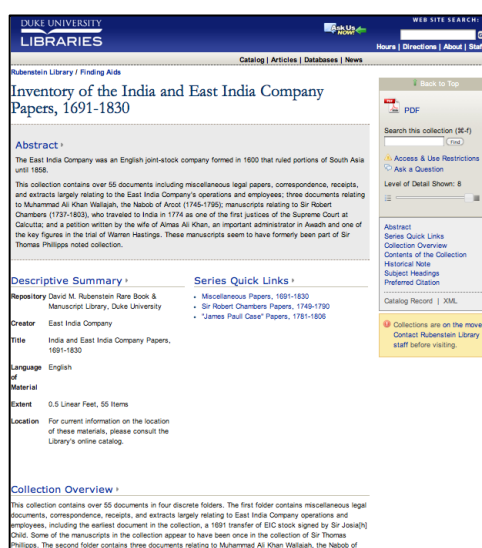 DUKE UNIVERSITY
LIBRARIES
Ask Us
NOW!
WEB SITE SEARCH:
Hours | Directions | About | Staf
Catalog | Articles | Databases | News
Rubenstein Library / Finding Aids
Inventory of the India and East India Company
Papers, 1691-1830
Abstract
The East India Company was an English joint-stock company formed in 1600 that ruled portions of South Asia
until 1858.
This collection contains over 55 documents including miscellaneous legal papers, correspondence, receipts,
and extracts largely relating to the East India Company's operations and employees; three documents relating
to Muhammad Ali Khan Wallajah, the Nabob of Arcot (1745-1795); manuscripts relating to Sir Robert
Chambers (1737-1803), who traveled to India in 1774 as one of the first justices of the Supreme Court at
Calcutta; and a petition written by the wife of Almas Ali Khan, an important administrator in Awadh and one of
the key figures in the trial of Warren Hastings. These manuscripts seem to have formerly been part of Sir
Thomas Phillipps noted collection.
Descriptive Summary
Repository David M. Rubenstein Rare Book &
Manuscript Library, Duke University
Creator East India Company
Title India and East India Company Papers,
1691-1830
Language English
of
Material
Extent 0.5 Linear Feet, 55 Items
Location For current information on the location
of these materials, please consult the
Library's online catalog.
Series Quick Links
• Miscellaneous Papers, 1691-1830
• Sir Robert Chambers Papers, 1749-1790
• "James Paull Case" Papers, 1781-1806
Collection Overview
This collection contains over 55 documents in four discrete folders. The first folder contains miscellaneous legal
documents, correspondence, receipts, and extracts largely relating to East India Company operations and
employees, including the earliest document in the collection, a 1691 transfer of EIC stock signed by Sir Josia[h]
Child. Some of the manuscripts in the collection appear to have been once in the collection of Sir Thomas
Phillips. The second folder contains three documents relating to Muhammad Ali Khan Wallajah, the Nabob of
Back to Top
PDF
Search this collection (⌘-f)
Find
Access & Use Restrictions
Ask a Question
Level of Detail Shown: 8
Abstract
Series Quick Links
Collection Overview
Contents of the Collection
Historical Note
Subject Headings
Preferred Citation
Catalog Record | XML
Collections are on the move
Contact Rubenstein Library
staff before visiting.